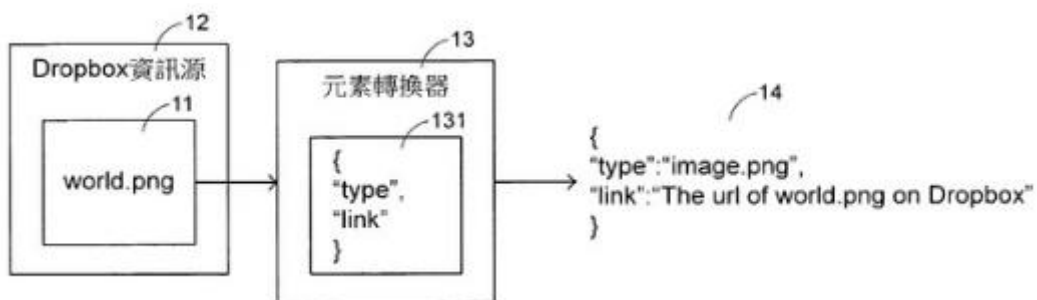 12
Dropbox資訊源
11
world.png
13
元素轉換器
131
{
"type",
"link"
}
14
{
"type":"image.png",
"link":"The url of world.png on Dropbox"
}